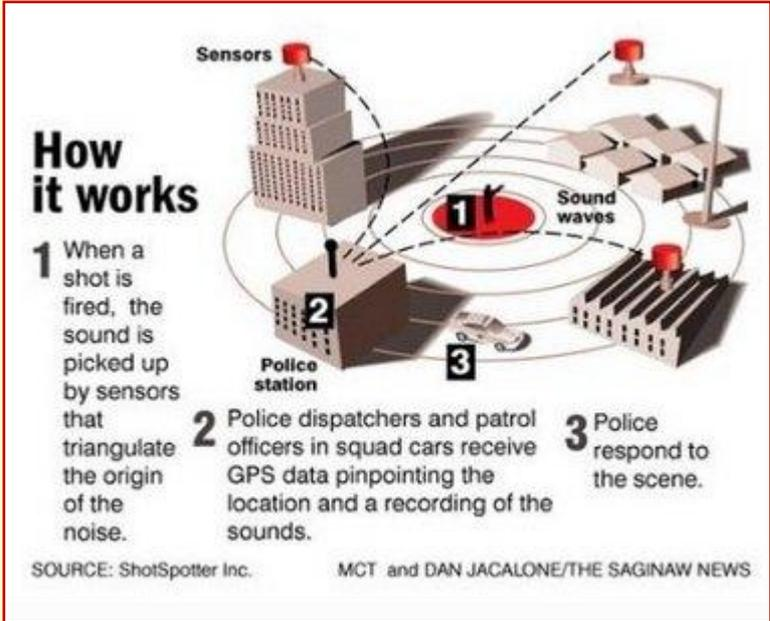 Sensors
How
it works
1
Sound
waves
1 When a
shot is
fired, the
sound is
picked up
by sensors
that
triangulate
the origin
of the
noise.
2
Police
station
3
2 Police dispatchers and patrol
officers in squad cars receive
GPS data pinpointing the
location and a recording of the
sounds.
3 Police
respond to
the scene.
SOURCE: ShotSpotter Inc.
MCT and DAN JACALONE/THE SAGINAW NEWS